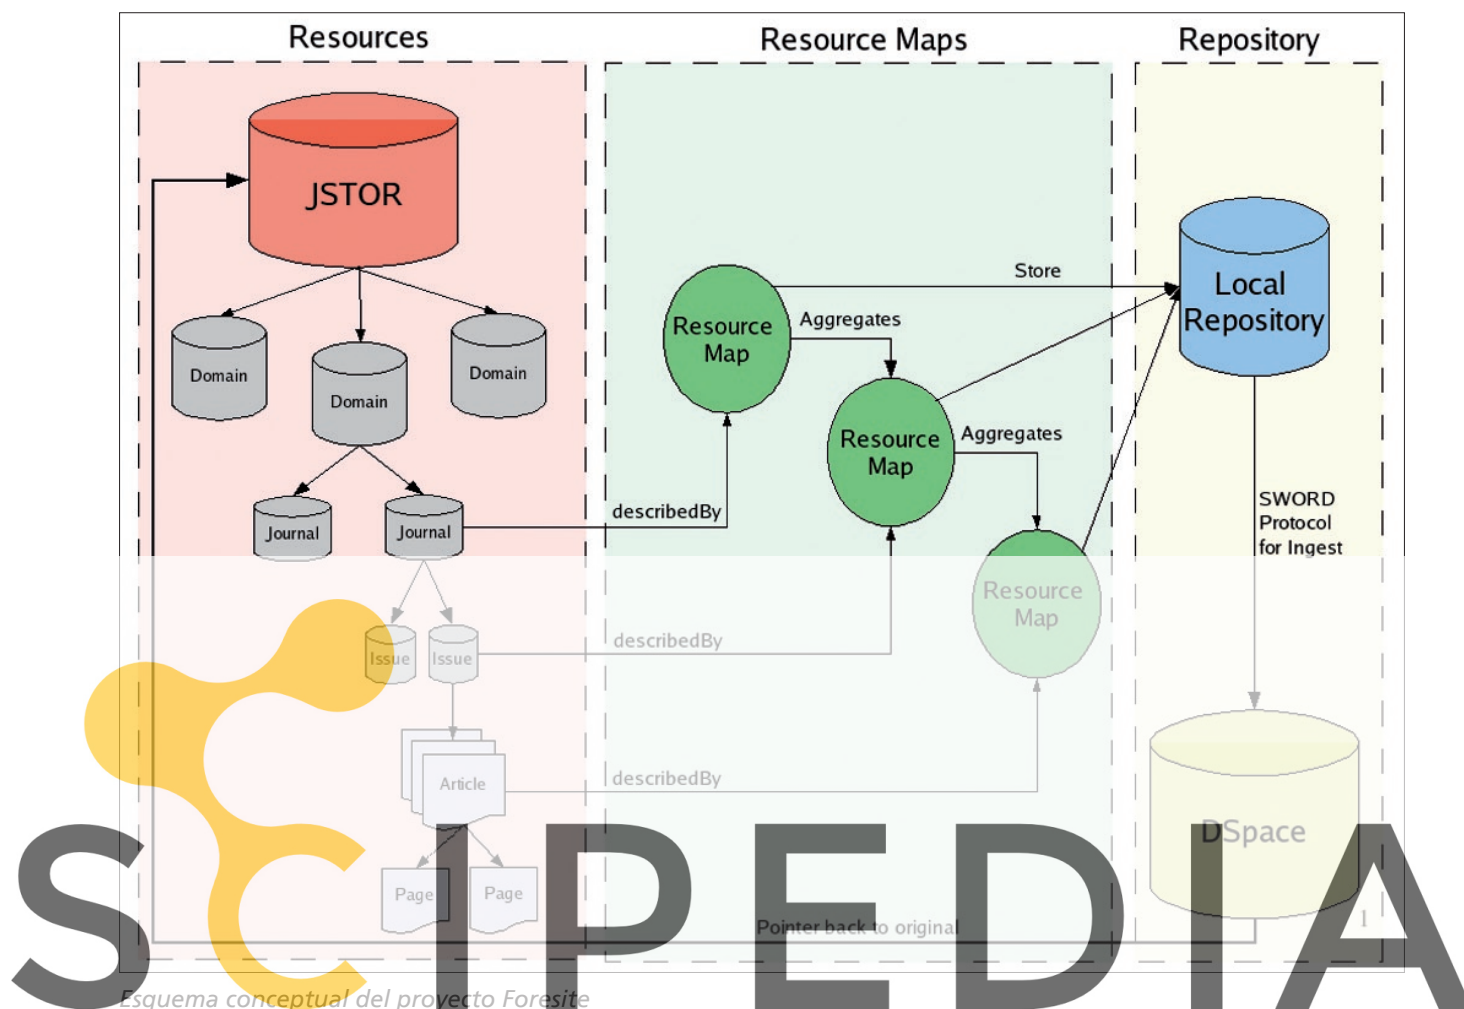 Resources
Resource Maps
Repository
JSTOR
Domain
Domain
Domain
Journal
Journal
Issue
Issue
Article
Page
Page
describedBy
describedBy
describedBy
Resource
Map
Aggregates
Resource
Map
Aggregates
Resource
Map
Store
Local
Repository
SWORD
Protocol
for Ingest
DSpace
Pointer back to original
1
SCIPEDIA
Esquema conceptual del proyecto Foresite